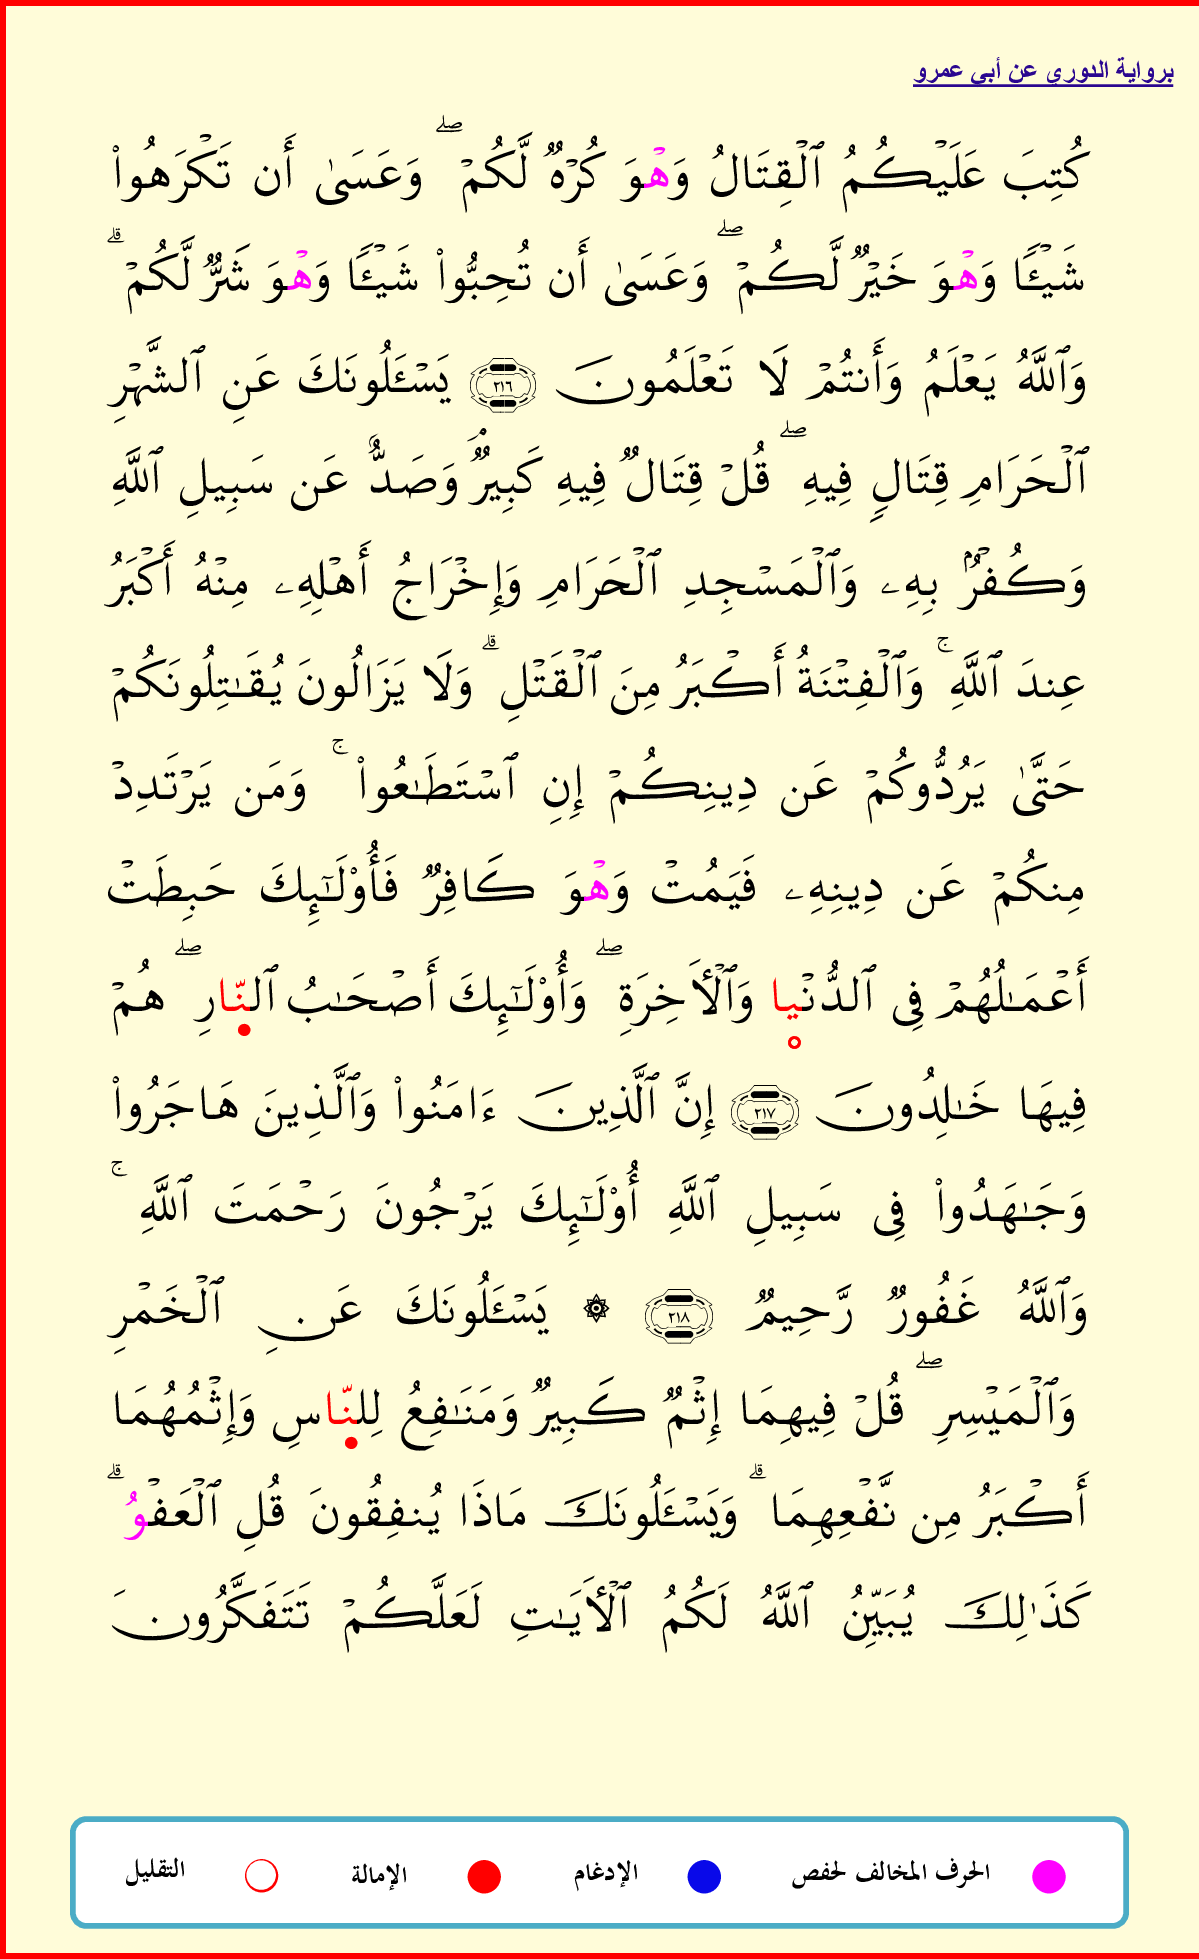 برواية الدوري عن أبي عمرو
كُتِبَ عَلَيْكُمُ ٱلْقِتَالُ وَهْوَ كُرْهٌ لَّكُمْ ۖ وَعَسَىٰ أَن تَكْرَهُوا۟
شَيْـًٔا وَهْوَ خَيْرٌ لَّكُمْ ۖ وَعَسَىٰ أَن تُحِبُّوا۟ شَيْـًٔا وَهْوَ شَرٌّ لَّكُمْ ۗ
وَٱللَّهُ يَعْلَمُ وَأَنتُمْ لَا تَعْلَمُونَ ٢١٦ يَسْـَٔلُونَكَ عَنِ ٱلشَّهْرِ
ٱلْحَرَامِ قِتَالٍ فِيهِ ۖ قُلْ قِتَالٌ فِيهِ كَبِيرٌ ۘ وَصَدٌّ عَن سَبِيلِ ٱللَّهِ
وَكُفْرٌۢ بِهِۦ وَٱلْمَسْجِدِ ٱلْحَرَامِ وَإِخْرَاجُ أَهْلِهِۦ مِنْهُ أَكْبَرُ
عِندَ ٱللَّهِ ۚ وَٱلْفِتْنَةُ أَكْبَرُ مِنَ ٱلْقَتْلِ ۗ وَلَا يَزَالُونَ يُقَـٰتِلُونَكُمْ
حَتَّىٰ يَرُدُّوكُمْ عَن دِينِكُمْ إِنِ ٱسْتَطَـٰعُوا۟ ۚ وَمَن يَرْتَدِدْ
مِنكُمْ عَن دِينِهِۦ فَيَمُتْ وَهْوَ كَافِرٌ فَأُو۟لَـٰٓئِكَ حَبِطَتْ
أَعْمَـٰلُهُمْ فِى ٱلدُّنْيا وَٱلْـَٔاخِرَةِ ۖ وَأُو۟لَـٰٓئِكَ أَصْحَـٰبُ ٱلنّارِ ۖ هُمْ
فِيهَا خَـٰلِدُونَ ٢١٧ إِنَّ ٱلَّذِينَ ءَامَنُوا۟ وَٱلَّذِينَ هَاجَرُوا۟
وَجَـٰهَدُوا۟ فِى سَبِيلِ ٱللَّهِ أُو۟لَـٰٓئِكَ يَرْجُونَ رَحْمَتَ ٱللَّهِ ۚ
وَٱللَّهُ غَفُورٌ رَّحِيمٌ ٢١٨ ۞ يَسْـَٔلُونَكَ عَنِ ٱلْخَمْرِ
وَٱلْمَيْسِرِ ۖ قُلْ فِيهِمَا إِثْمٌ كَبِيرٌ وَمَنَـٰفِعُ لِلنّاسِ وَإِثْمُهُمَا
أَكْبَرُ مِن نَّفْعِهِمَا ۗ وَيَسْـَٔلُونَكَ مَاذَا يُنفِقُونَ قُلِ ٱلْعَفْوُ ۗ
كَذَٰلِكَ يُبَيِّنُ ٱللَّهُ لَكُمُ ٱلْـَٔايَـٰتِ لَعَلَّكُمْ تَتَفَكَّرُونَ
الحرف المخالف لحفص الإدغام الإمالة التقليل